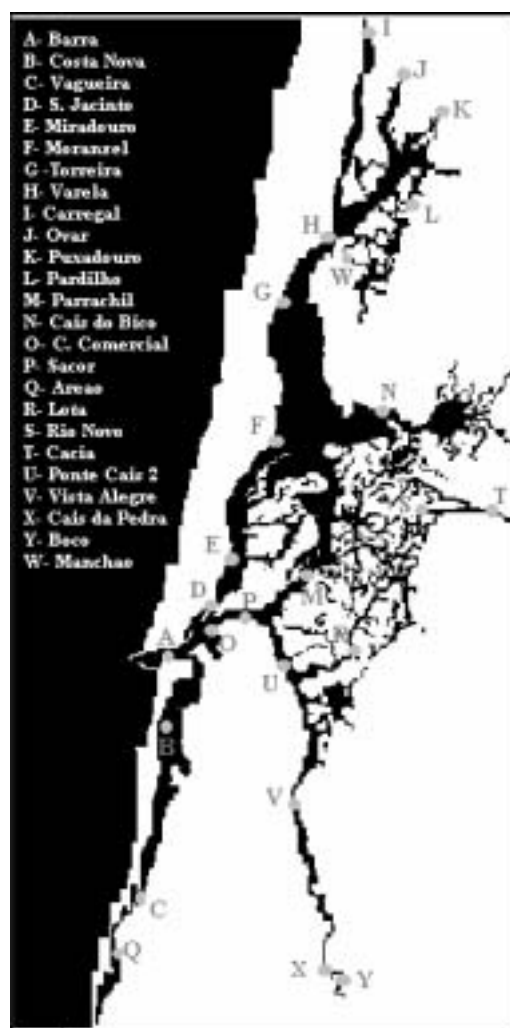 A- Barra
B- Costa Nova
C- Vagueira
D- S. Jacinto
E- Miradouro
F- Moranzel
G -Torreira
H- Varela
I- Carregal
J- Ovar
K- Puxadouro
L- Pardilho
M- Parrachil
N- Cais do Bico
O- C. Comercial
P- Sacor
Q- Areao
R- Lota
S- Rio Novo
T- Cacia
U- Ponte Cais 2
V- Vista Alegre
X- Cais da Pedra
Y- Boco
W- Manchao
I
J
K
L
H
W
G
N
F
T
E
M
D
P
O
R
A
U
B
V
C
Q
X
Y